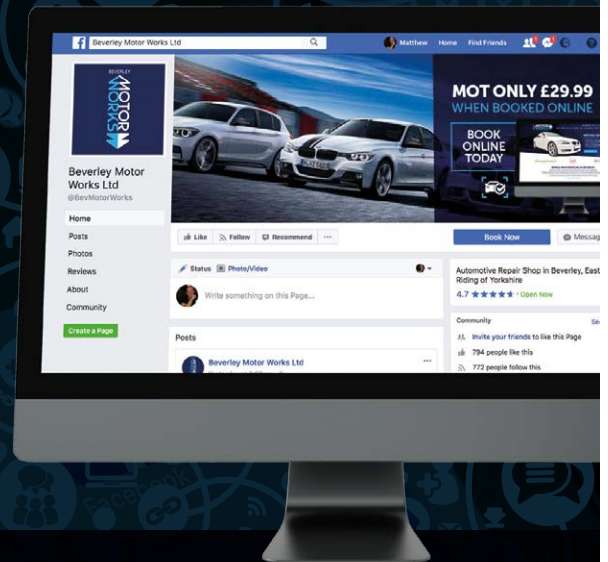 Beverley Motor Works Ltd
Matthew Home Find Friends
BEVERLEY
MOTOR
WORKS
MOT ONLY £29.99
WHEN BOOKED ONLINE
BOOK
ONLINE
TODAY
Beverley Motor
Works Ltd
@BevMotorWorks
Home
Posts
Photos
Reviews
About
Community
Create a Page
Like Follow Recommend
Book Now
Messag
Status Photo/Video
Write something on this Page...
Posts
Beverley Motor Works Ltd
Automotive Repair Shop in Beverley, East
Riding of Yorkshire
4.7 ★★★★★ · Open Now
Community
Se
Invite your friends to like this Page
794 people like this
772 people follow this
Facebook